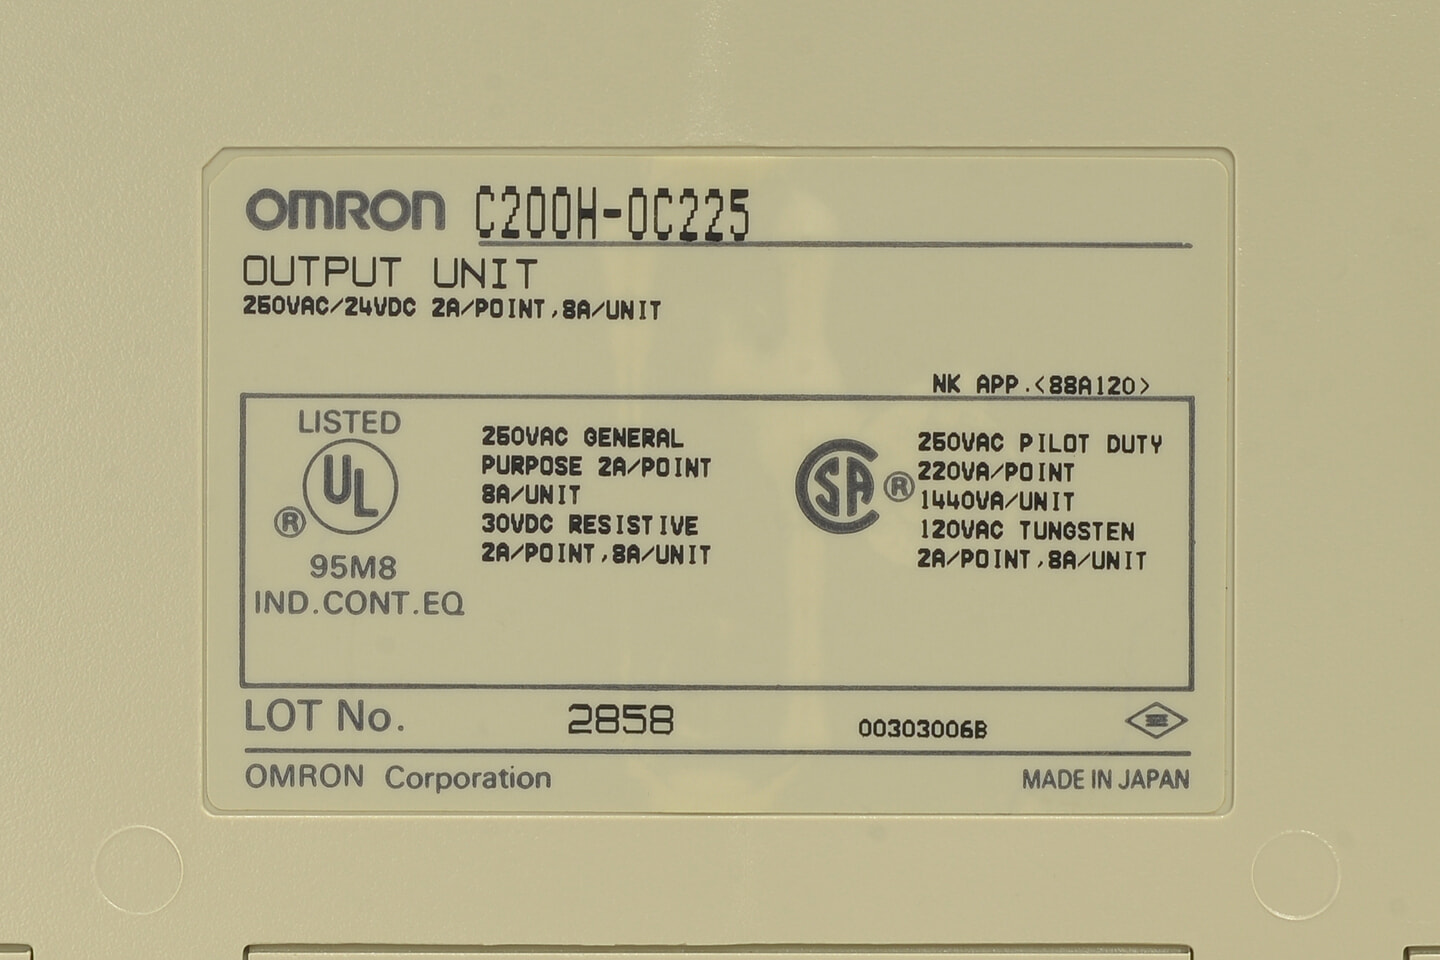 OMRON C200H-OC225
OUTPUT UNIT
250VAC/24VDC 2A/POINT,8A/UNIT
NK APP.<88A120>
LISTED
UL
®
95M8
IND.CONT.EQ
250VAC GENERAL
PURPOSE 2A/POINT
8A/UNIT
30VDC RESISTIVE
2A/POINT,8A/UNIT
SA ®
250VAC PILOT DUTY
220VA/POINT
1440VA/UNIT
120VAC TUNGSTEN
2A/POINT,8A/UNIT
LOT No. 2858 00303006B
OMRON Corporation MADE IN JAPAN